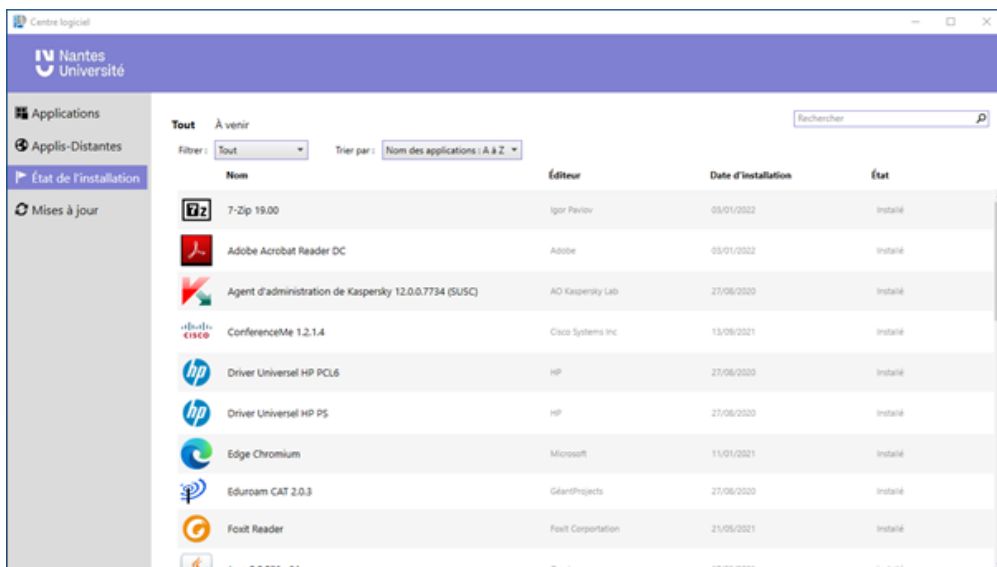 Centre logiciel
Nantes
Université
Applications
Applis-Distantes
État de l'installation
Mises à jour
Rechercher
Tout À venir
Filtrer : Tout Trier par : Nom des applications : A à Z
Nom Éditeur Date d'installation État
7z 7-Zip 19.00 Igor Pavlov 03/01/2022 Installé
Adobe Acrobat Reader DC Adobe 03/01/2022 Installé
Agent d'administration de Kaspersky 12.0.0.7734 (SUSC) AO Kaspersky Lab 27/08/2020 Installé
CISCO ConferenceMe 1.2.1.4 Cisco Systems Inc 13/09/2021 Installé
hp Driver Universel HP PCL6 HP 27/08/2020 Installé
hp Driver Universel HP PS HP 27/08/2020 Installé
Edge Chromium Microsoft 11/01/2021 Installé
Eduroam CAT 2.0.3 GéantProjects 27/08/2020 Installé
Foxit Reader Foxit Corportation 21/05/2021 Installé